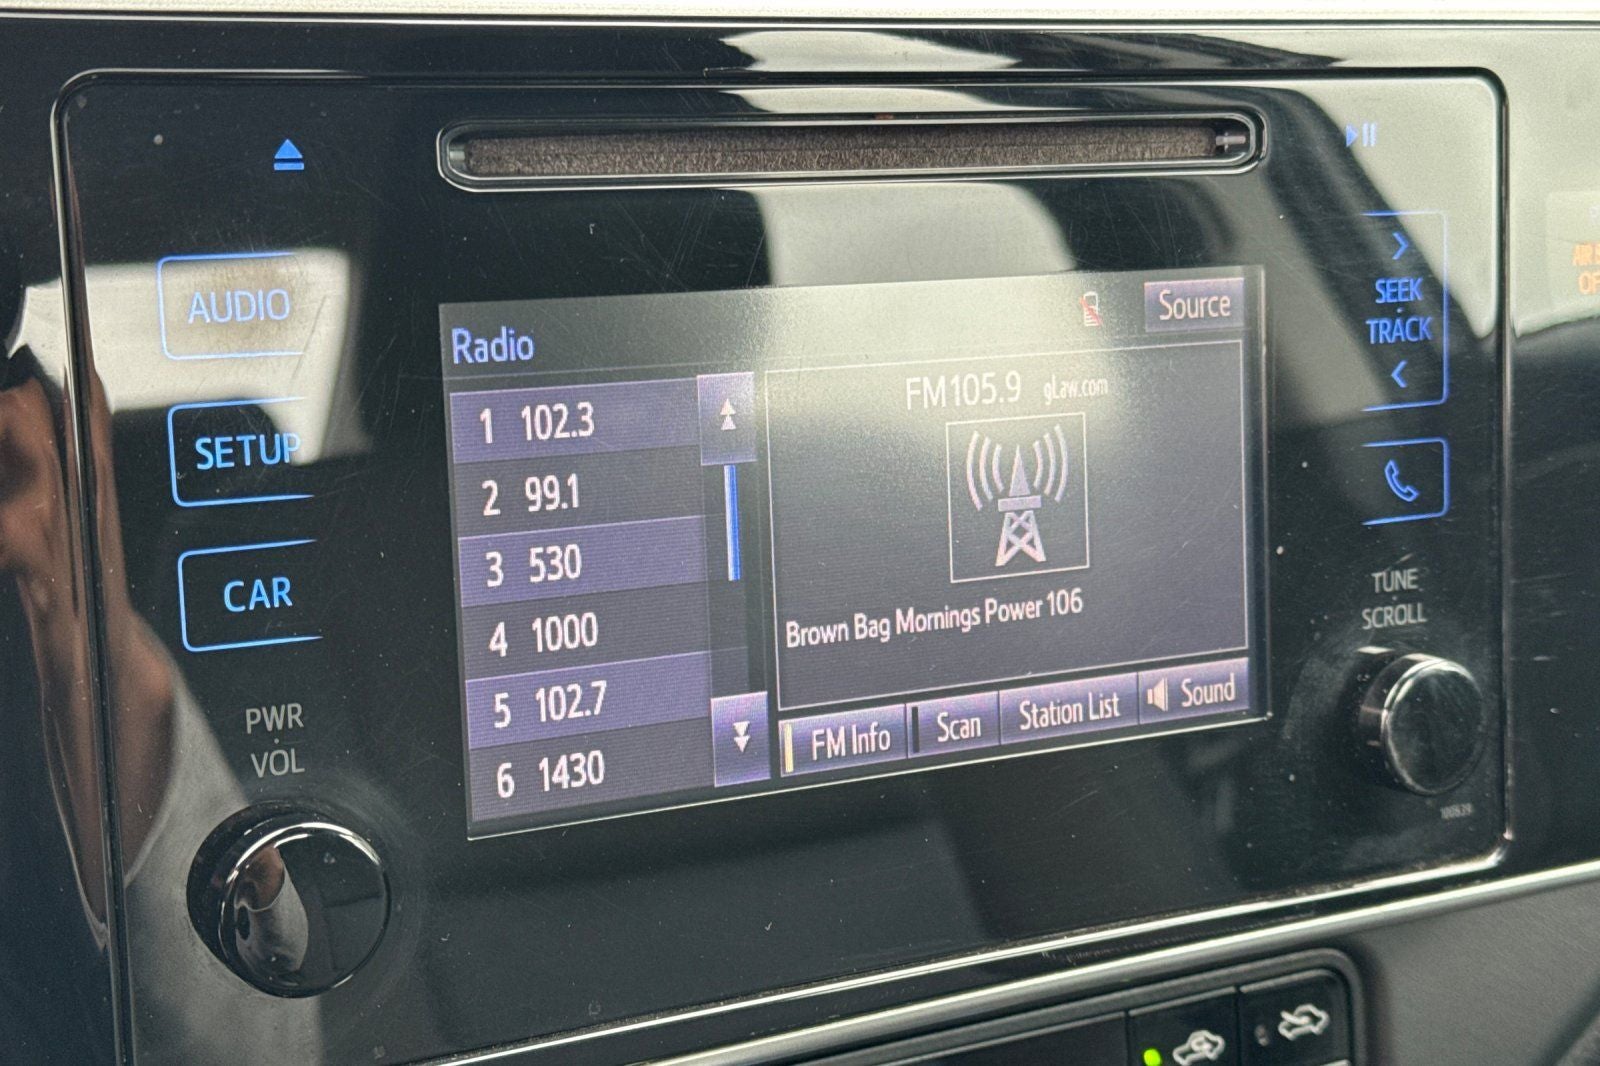 AUDIO
SETUP
CAR
PWR
VOL
Radio
Source
1 102.3
2 99.1
3 530
4 1000
5 102.7
6 1430
FM105.9 gLaw.com
Brown Bag Mornings Power 106
FM Info
Scan
Station List
Sound
SEEK
TRACK
TUNE
SCROLL
100839